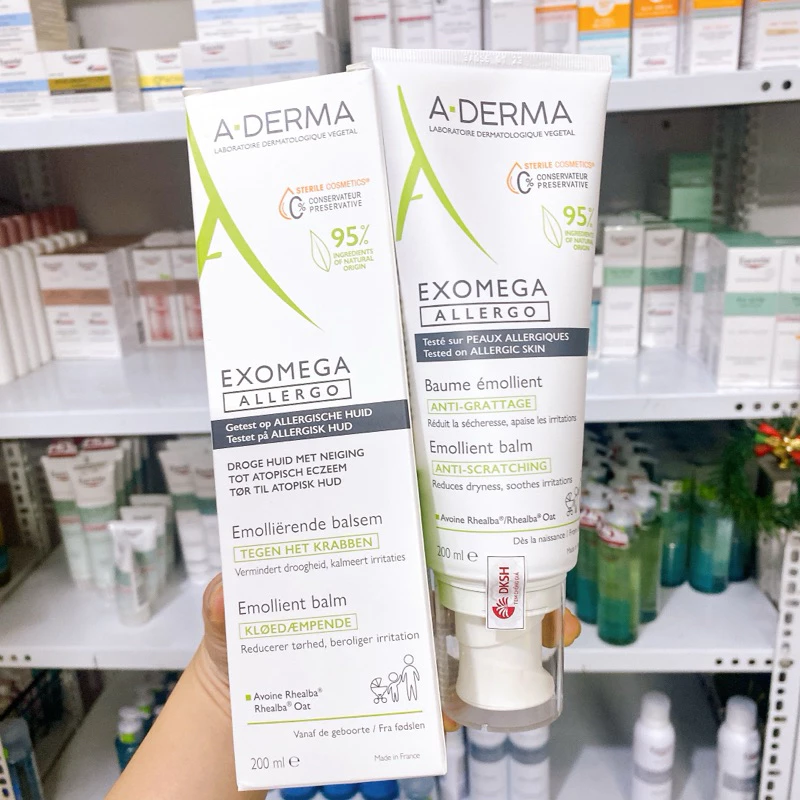 A·DERMA
LABORATOIRE DERMATOLOGIQUE VEGETAL
STERILE COSMETICS®
0% CONSERVATEUR
PRESERVATIVE
95%
INGREDIENTS
OF NATURAL
ORIGIN
EXOMEGA
ALLERGO
Getest op ALLERGISCHE HUID
Testet på ALLERGISK HUD
DROGE HUID MET NEIGING
TOT ATOPISCH ECZEEM
TØR TIL ATOPISK HUD
Emolliërende balsem
TEGEN HET KRABBEN
Vermindert droogheid, kalmeert irritaties
Emollient balm
KLØEDÆMPENDE
Reducerer tørhed, beroliger irritation
Avoine Rhealba®
Rhealba® Oat
Vanaf de geboorte / Fra fødslen
200 ml e
Made in France
A·DERMA
LABORATOIRE DERMATOLOGIQUE VEGETAL
STERILE COSMETICS®
0% CONSERVATEUR
PRESERVATIVE
95%
INGREDIENTS
OF NATURAL
ORIGIN
EXOMEGA
ALLERGO
Testé sur PEAUX ALLERGIQUES
Tested on ALLERGIC SKIN
Baume émollient
ANTI-GRATTAGE
Réduit la sécheresse, apaise les irritations
Emollient balm
ANTI-SCRATCHING
Reduces dryness, soothes irritations
Avoine Rhealba®/Rhealba® Oat
Dès la naissance /
200 ml e
DKSH
Eucerin